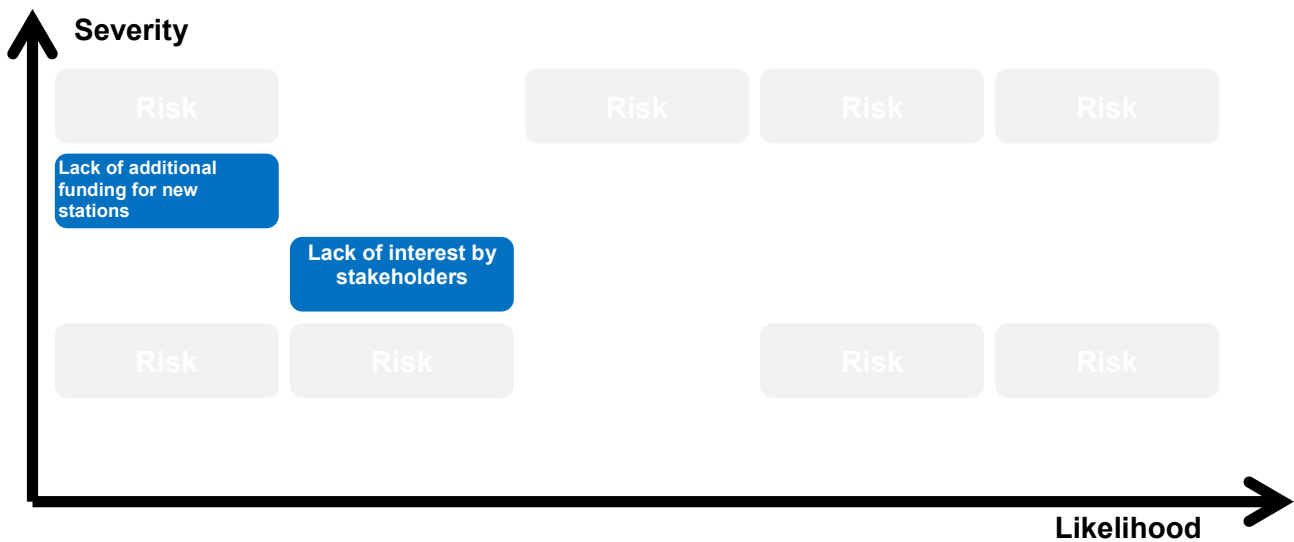 Severity
Risk
Risk
Risk
Risk
Lack of additional
funding for new
stations
Lack of interest by
stakeholders
Risk
Risk
Risk
Risk
Likelihood